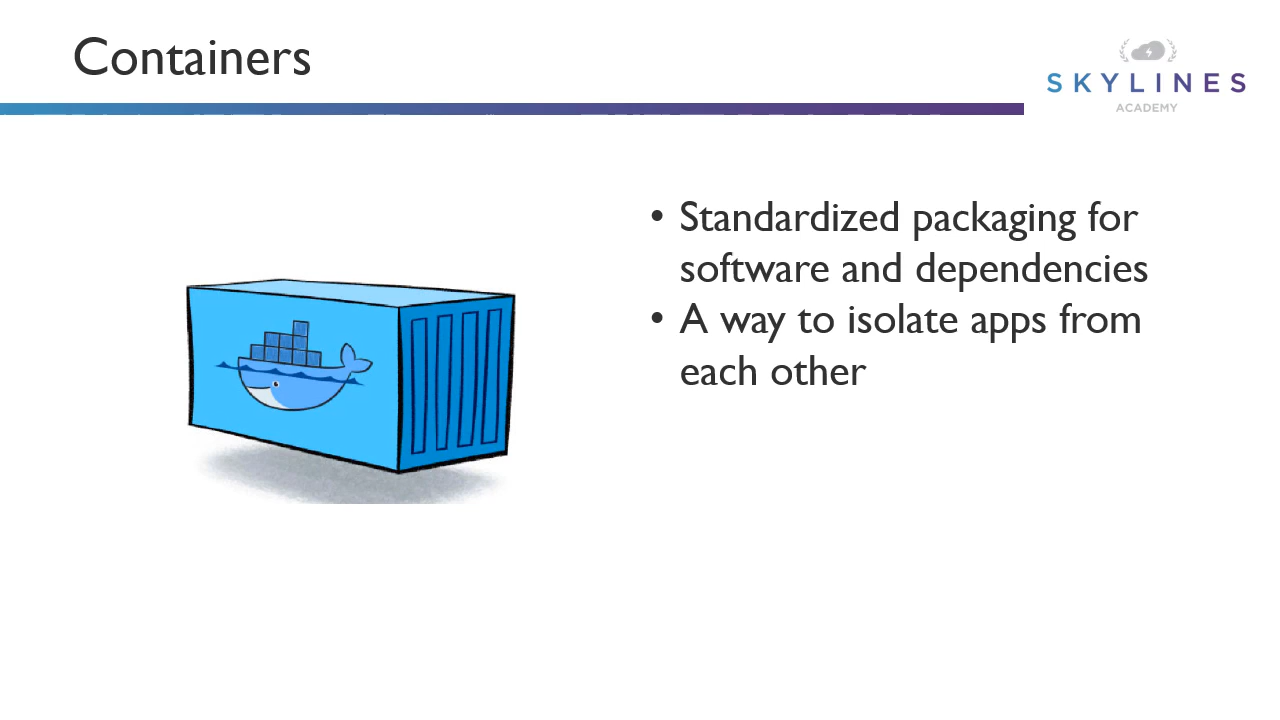 Containers
SKYLINES
ACADEMY
• Standardized packaging for
software and dependencies
• A way to isolate apps from
each other